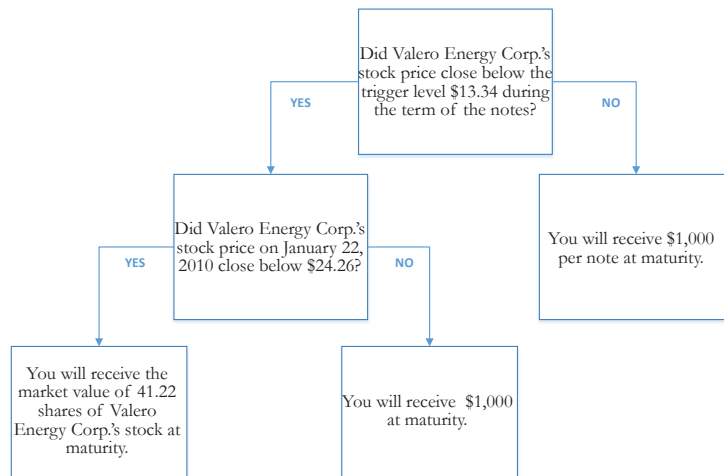 Did Valero Energy Corp.'s
stock price close below the
trigger level $13.34 during
the term of the notes?
YES
NO
Did Valero Energy Corp.'s
stock price on January 22,
2010 close below $24.26?
You will receive $1,000
per note at maturity.
YES
NO
You will receive the
market value of 41.22
shares of Valero
Energy Corp.'s stock at
maturity.
You will receive $1,000
at maturity.